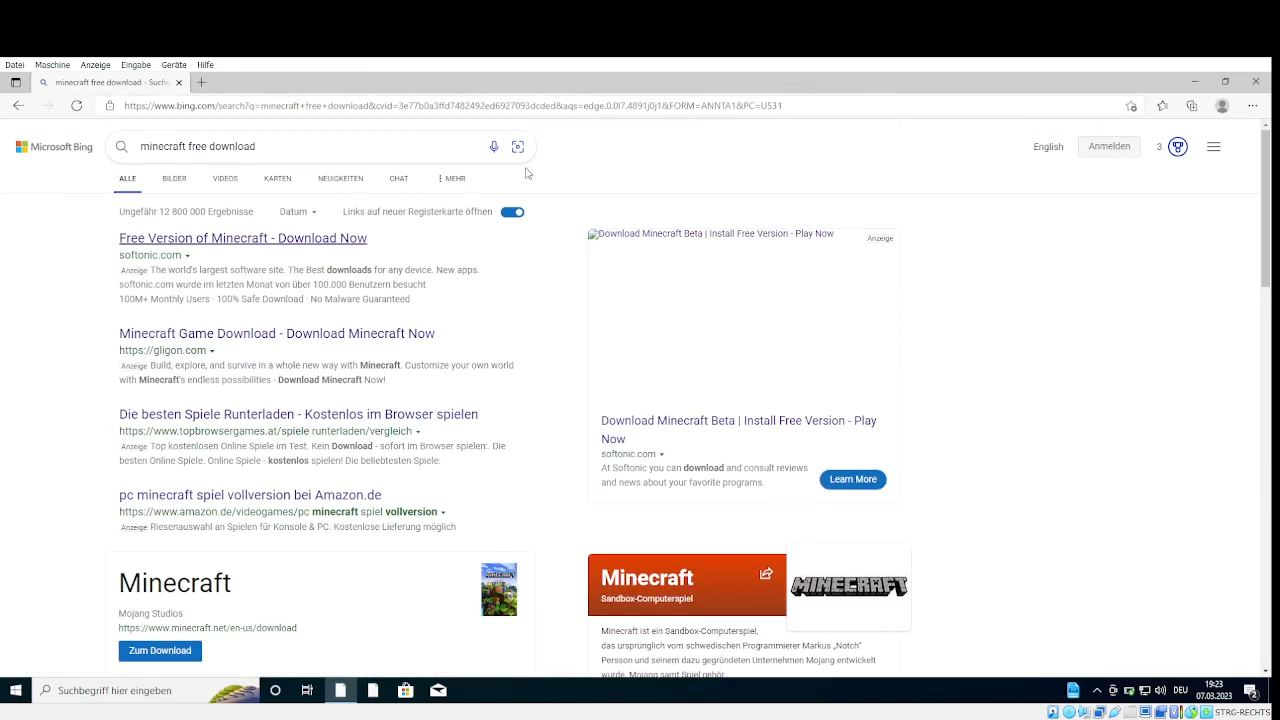 Datei Maschine Anzeige Eingabe Geräte Hilfe
minecraft free download - Suche
https://www.bing.com/search?q=minecraft+free+download&cvid=3e77b0a3ffd7482492ed6927093dcded&aqs=edge.0.0l7.4891j0j1&FORM=ANNTA1&PC=US31
Microsoft Bing
minecraft free download
English
Anmelden
3
ALLE BILDER VIDEOS KARTEN NEUIGKEITEN CHAT MEHR
Ungefähr 12 800 000 Ergebnisse Datum Links auf neuer Registerkarte öffnen
Free Version of Minecraft - Download Now
softonic.com
Anzeige The world's largest software site. The Best downloads for any device. New apps.
softonic.com wurde im letzten Monat von über 100.000 Benutzern besucht
100M+ Monthly Users · 100% Safe Download · No Malware Guaranteed
Minecraft Game Download - Download Minecraft Now
https://gligon.com
Anzeige Build, explore, and survive in a whole new way with Minecraft. Customize your own world
with Minecraft's endless possibilities - Download Minecraft Now!
Die besten Spiele Runterladen - Kostenlos im Browser spielen
https://www.topbrowsergames.at/spiele runterladen/vergleich
Anzeige Top kostenlosen Online Spiele im Test. Kein Download - sofort im Browser spielen:. Die
besten Online Spiele. Online Spiele · kostenlos spielen! Die beliebtesten Spiele:
pc minecraft spiel vollversion bei Amazon.de
https://www.amazon.de/videogames/pc minecraft spiel vollversion
Anzeige Riesenauswahl an Spielen für Konsole & PC. Kostenlose Lieferung möglich
Minecraft
Mojang Studios
https://www.minecraft.net/en-us/download
Zum Download
Download Minecraft Beta | Install Free Version - Play Now
Anzeige
Download Minecraft Beta | Install Free Version - Play
Now
softonic.com
At Softonic you can download and consult reviews
and news about your favorite programs.
Learn More
Minecraft
Sandbox-Computerspiel
MINECRAFT
Minecraft ist ein Sandbox-Computerspiel,
das ursprünglich vom schwedischen Programmierer Markus „Notch"
Persson und seinem dazu gegründeten Unternehmen Mojang entwickelt
wurde. Mojang samt Spiel gehör
Suchbegriff hier eingeben
DEU
19:23
07.03.2023
2
STRG-RECHTS